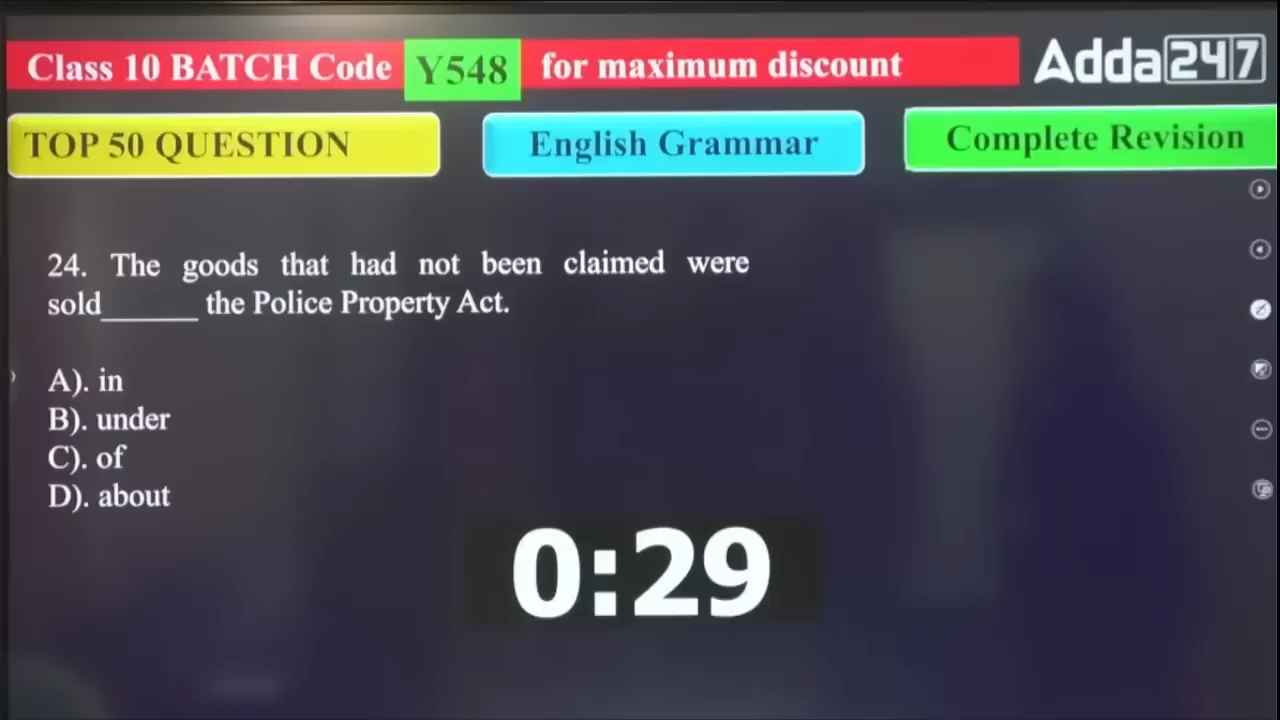 Class 10 BATCH Code Y548 for maximum discount Adda247
TOP 50 QUESTION English Grammar Complete Revision
24. The goods that had not been claimed were
sold______ the Police Property Act.
A). in
B). under
C). of
D). about
0:29